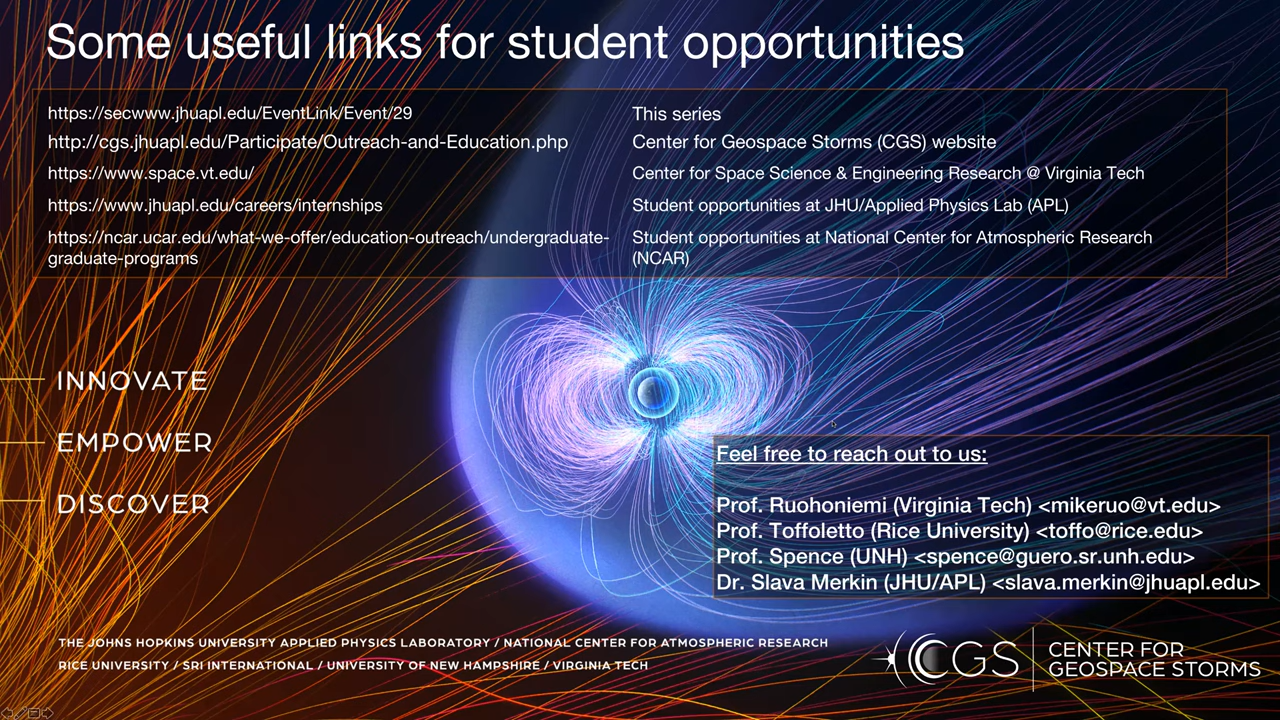 Some useful links for student opportunities
https://secwww.jhuapl.edu/EventLink/Event/29 This series
http://cgs.jhuapl.edu/Participate/Outreach-and-Education.php Center for Geospace Storms (CGS) website
https://www.space.vt.edu/ Center for Space Science & Engineering Research @ Virginia Tech
https://www.jhuapl.edu/careers/internships Student opportunities at JHU/Applied Physics Lab (APL)
https://ncar.ucar.edu/what-we-offer/education-outreach/undergraduate- Student opportunities at National Center for Atmospheric Research
graduate-programs (NCAR)
INNOVATE
EMPOWER
DISCOVER
Feel free to reach out to us:
Prof. Ruohoniemi (Virginia Tech) <mikeruo@vt.edu>
Prof. Toffoletto (Rice University) <toffo@rice.edu>
Prof. Spence (UNH) <spence@guero.sr.unh.edu>
Dr. Slava Merkin (JHU/APL) <slava.merkin@jhuapl.edu>
THE JOHNS HOPKINS UNIVERSITY APPLIED PHYSICS LABORATORY / NATIONAL CENTER FOR ATMOSPHERIC RESEARCH
RICE UNIVERSITY / SRI INTERNATIONAL / UNIVERSITY OF NEW HAMPSHIRE / VIRGINIA TECH
CGS
CENTER FOR
GEOSPACE STORMS